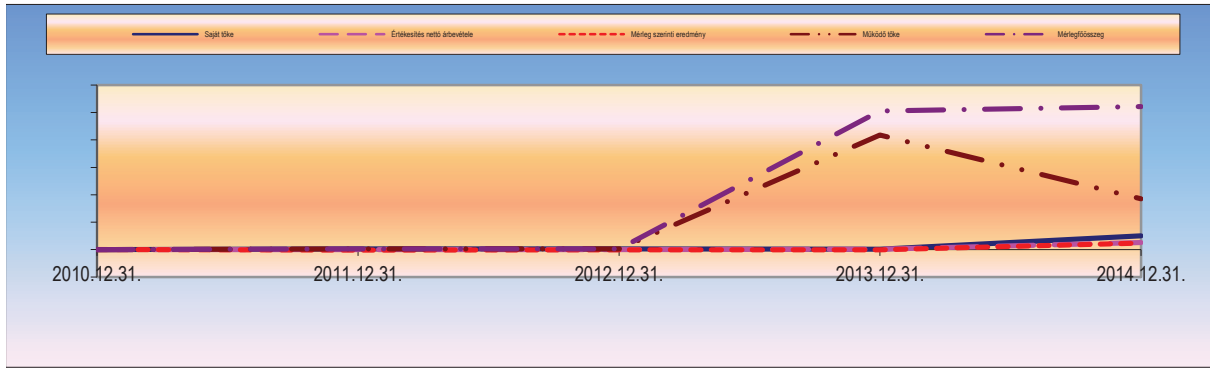 Saját tőke Értékesítés nettó árbevétele Mérleg szerinti eredmény Működő tőke Mérlegfőösszeg
2010.12.31. 2011.12.31. 2012.12.31. 2013.12.31. 2014.12.31.